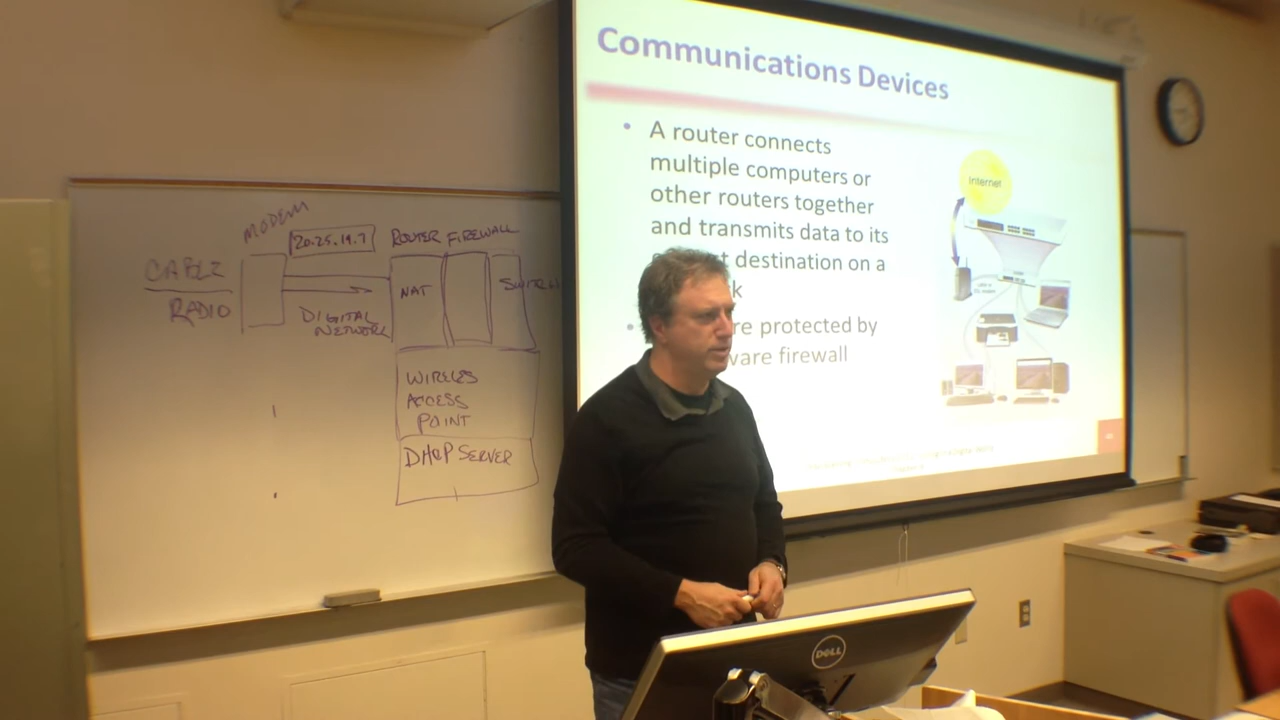 MODEM
20.25.19.7
CABLE
RADIO
DIGITAL
NETWORK
ROUTER FIREWALL
NAT
WIRELESS
ACCESS
POINT
DHCP SERVER
Communications Devices
• A router connects
multiple computers or
other routers together
and transmits data to its
destination on a
k
• re protected by
ware firewall
Internet
DELL